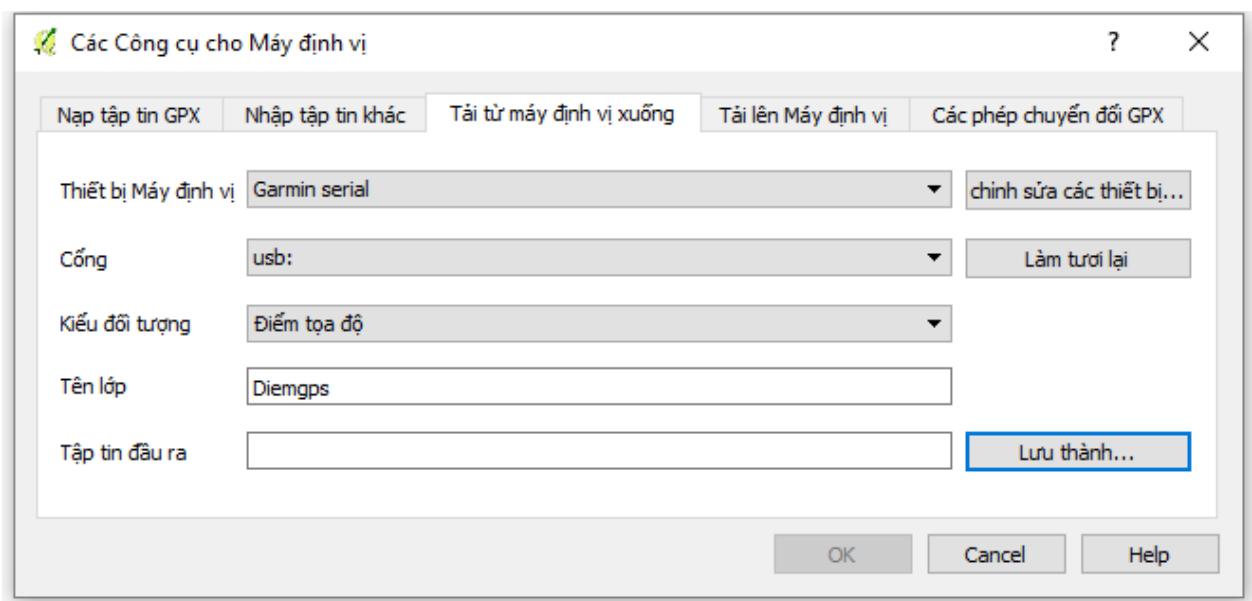 Các Công cụ cho Máy định vị ?
Nạp tập tin GPX Nhập tập tin khác Tải từ máy định vị xuống Tải lên Máy định vị Các phép chuyển đổi GPX
Thiết bị Máy định vị Garmin serial chỉnh sửa các thiết bị...
Cổng usb: Làm tươi lại
Kiểu đối tượng Điểm tọa độ
Tên lớp Diemgps
Tập tin đầu ra Lưu thành...
OK Cancel Help